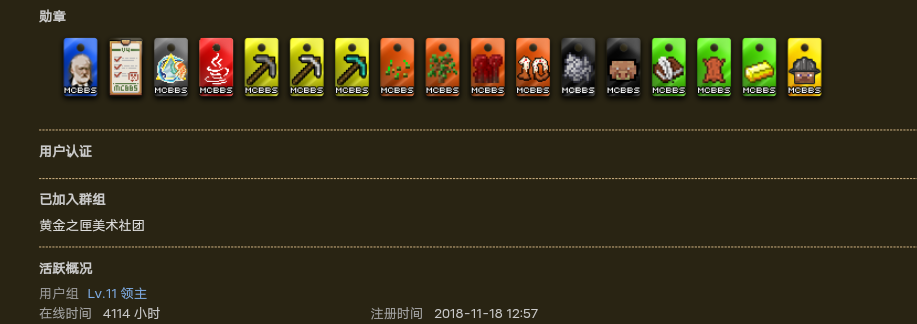 勋章
MCBBS MCBBS MCBBS MCBBS MCBBS MCBBS MCBBS MCBBS MCBBS MCBBS MCBBS MCBBS MCBBS MCBBS MCBBS MCBBS MCBBS
用户认证
已加入群组
黄金之匣美术社团
活跃概况
用户组 Lv.11 领主
在线时间 4114 小时 注册时间 2018-11-18 12:57